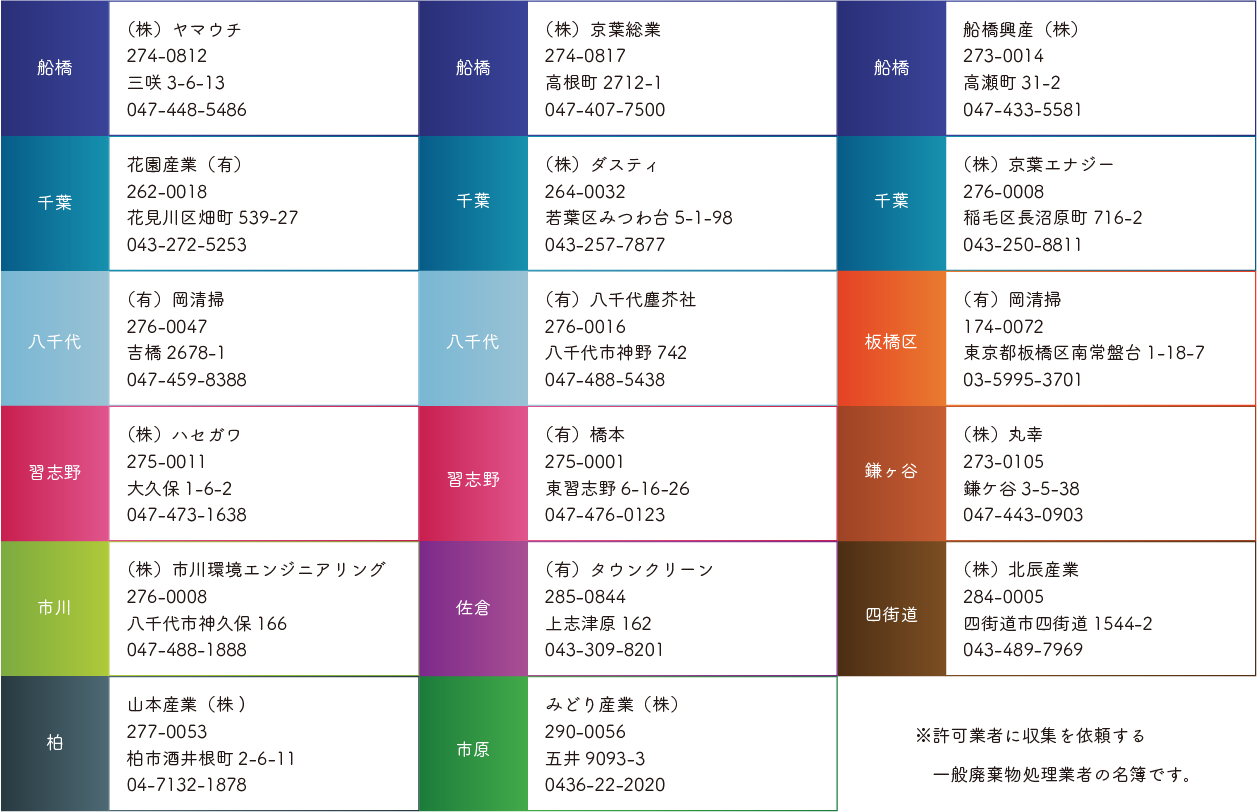 船橋
(株) ヤマウチ
274-0812
三咲 3-6-13
047-448-5486
船橋
(株) 京葉総業
274-0817
高根町 2712-1
047-407-7500
船橋
船橋興産 (株)
273-0014
高瀬町 31-2
047-433-5581
千葉
花園産業 (有)
262-0018
花見川区畑町 539-27
043-272-5253
千葉
(株) ダスティ
264-0032
若葉区みつわ台 5-1-98
043-257-7877
千葉
(株) 京葉エナジー
276-0008
稲毛区長沼原町 716-2
043-250-8811
八千代
(有) 岡清掃
276-0047
吉橋 2678-1
047-459-8388
八千代
(有) 八千代塵芥社
276-0016
八千代市神野 742
047-488-5438
板橋区
(有) 岡清掃
174-0072
東京都板橋区南常盤台 1-18-7
03-5995-3701
習志野
(株) ハセガワ
275-0011
大久保 1-6-2
047-473-1638
習志野
(有) 橋本
275-0001
東習志野 6-16-26
047-476-0123
鎌ヶ谷
(株) 丸幸
273-0105
鎌ケ谷 3-5-38
047-443-0903
市川
(株) 市川環境エンジニアリング
276-0008
八千代市神久保 166
047-488-1888
佐倉
(有) タウンクリーン
285-0844
上志津原 162
043-309-8201
四街道
(株) 北辰産業
284-0005
四街道市四街道 1544-2
043-489-7969
柏
山本産業 (株)
277-0053
柏市酒井根町 2-6-11
04-7132-1878
市原
みどり産業 (株)
290-0056
五井 9093-3
0436-22-2020
※許可業者に収集を依頼する
一般廃棄物処理業者の名簿です。